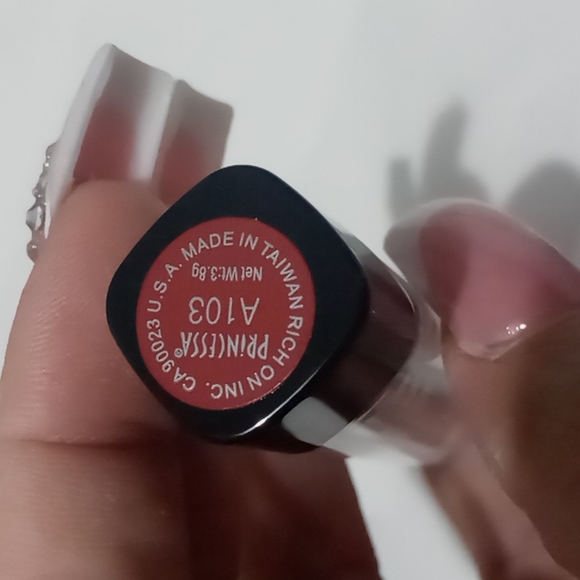 PRINCESSA®
A103
Net Wt:3.8g
RICH ON INC. CA 90023 U.S.A. MADE IN TAIWAN